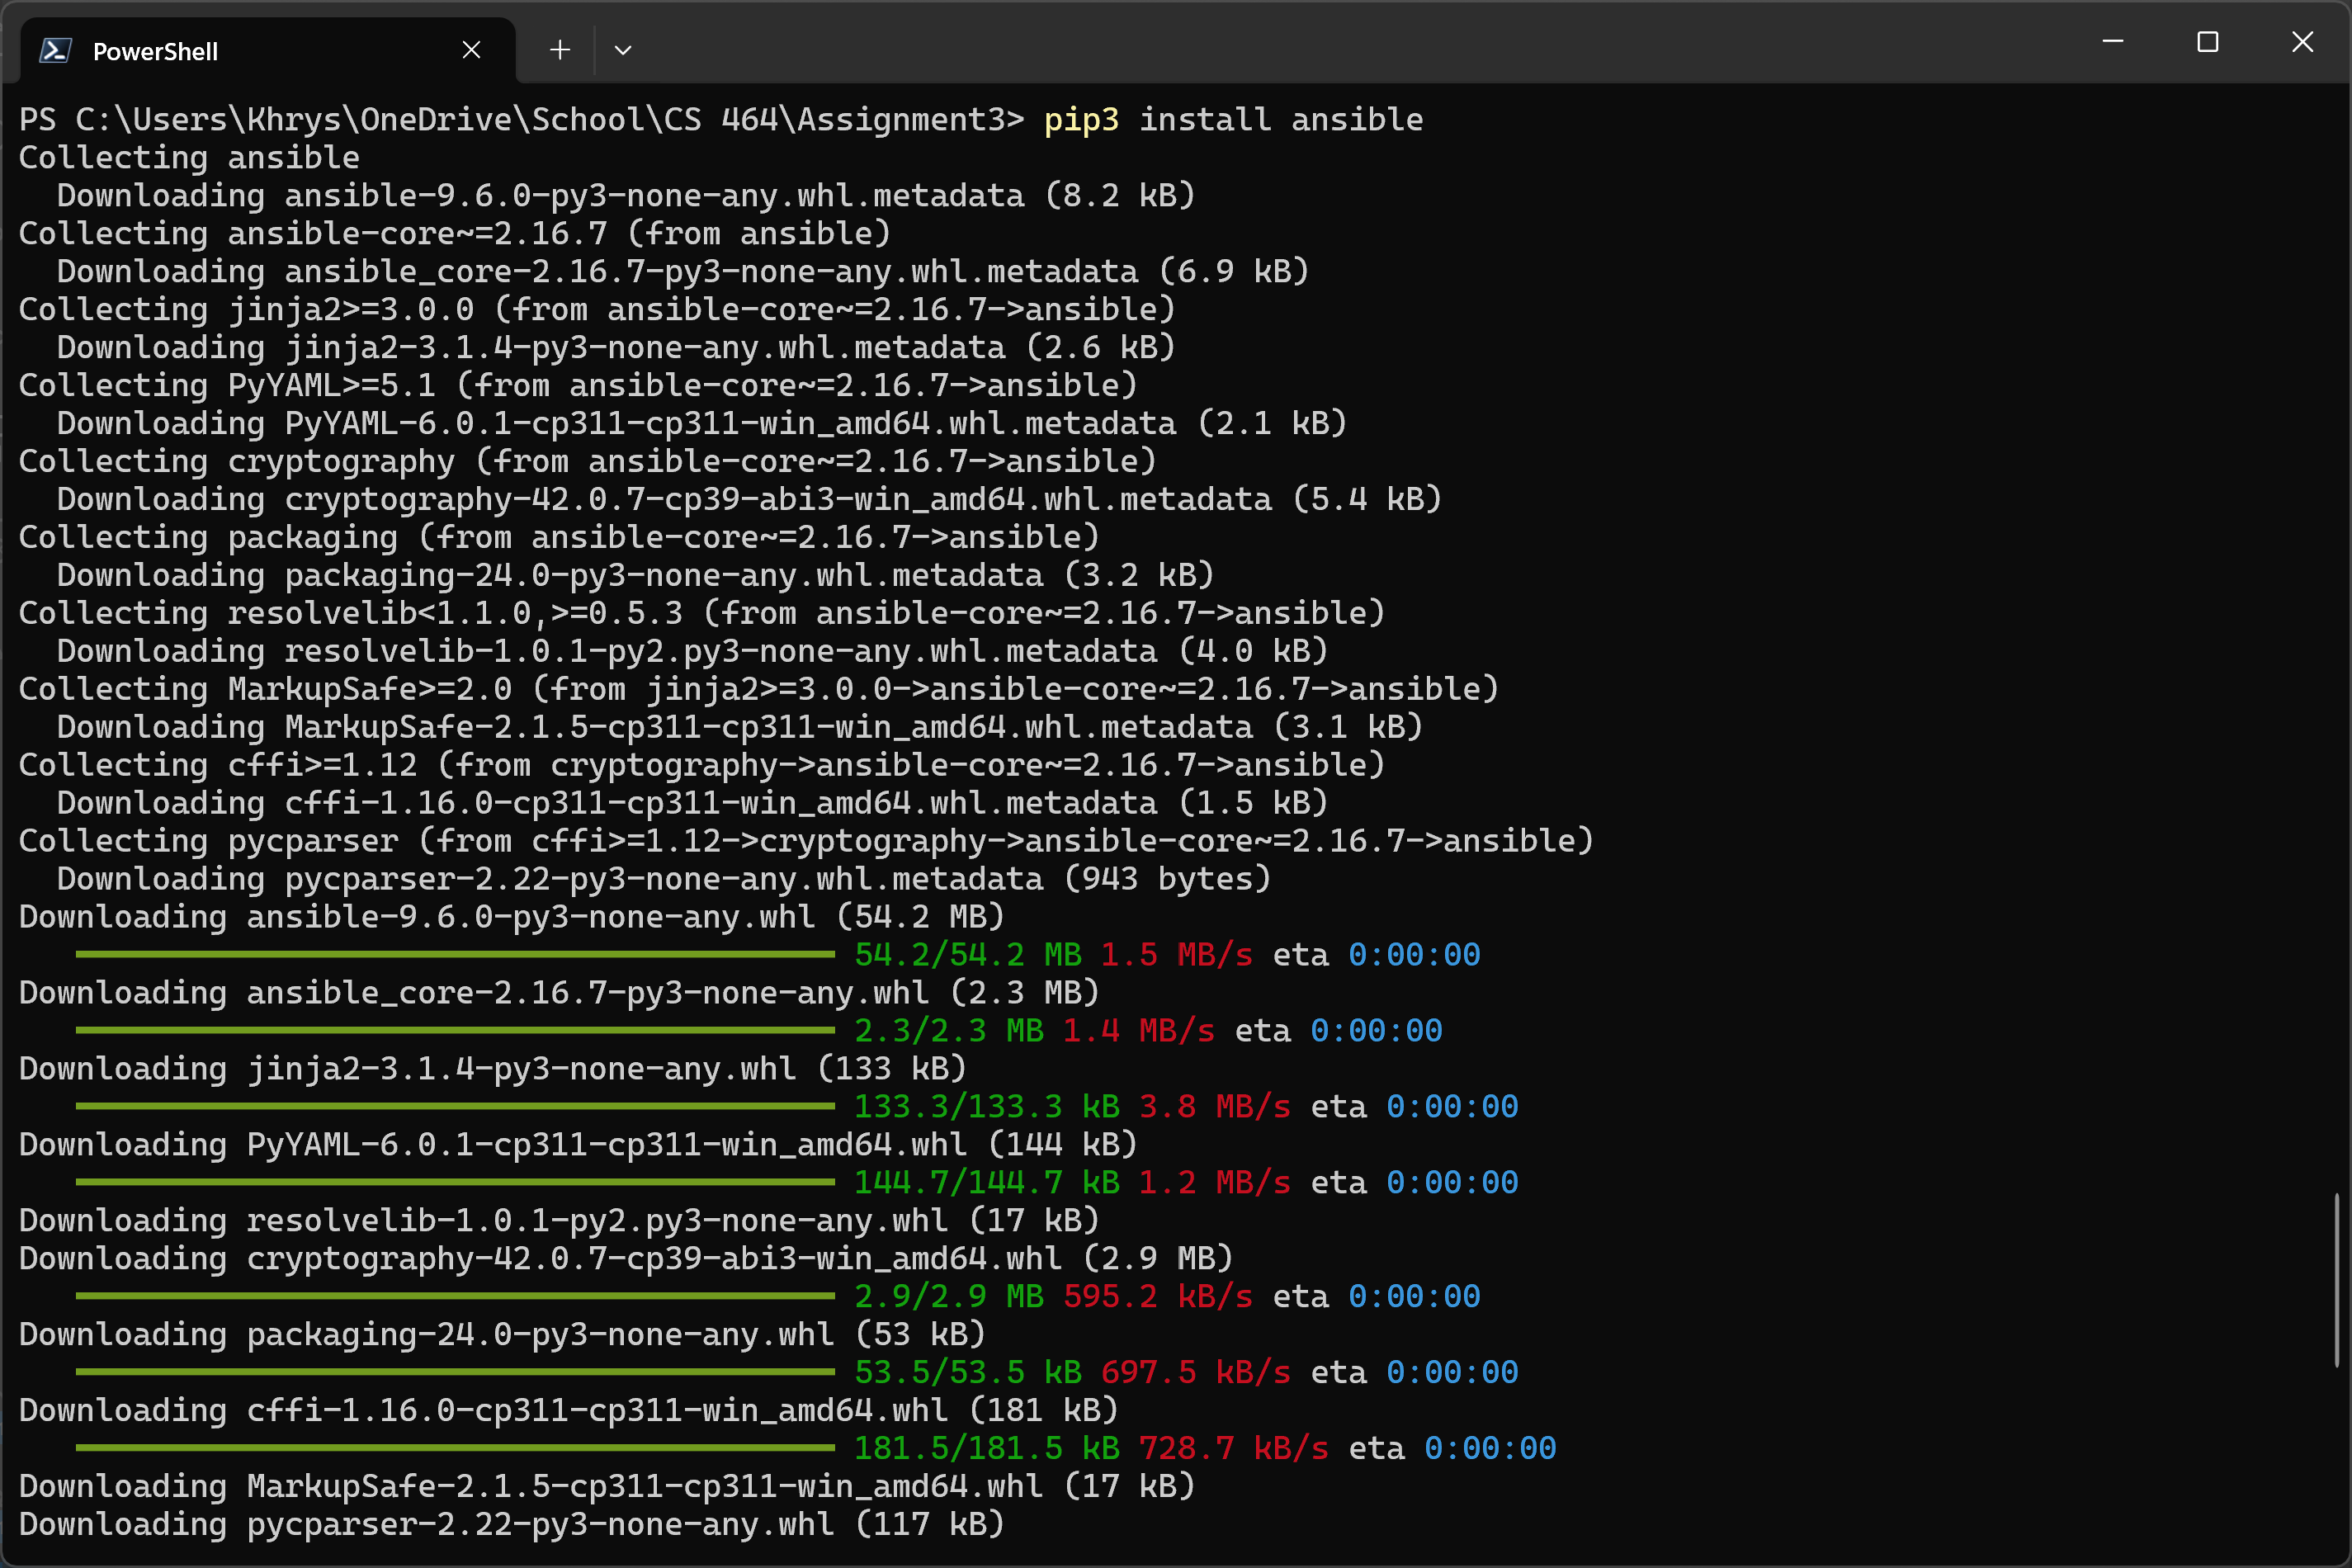 PowerShell
PS C:\Users\Khrys\OneDrive\School\CS 464\Assignment3> pip3 install ansible
Collecting ansible
  Downloading ansible-9.6.0-py3-none-any.whl.metadata (8.2 kB)
Collecting ansible-core~=2.16.7 (from ansible)
  Downloading ansible_core-2.16.7-py3-none-any.whl.metadata (6.9 kB)
Collecting jinja2>=3.0.0 (from ansible-core~=2.16.7->ansible)
  Downloading jinja2-3.1.4-py3-none-any.whl.metadata (2.6 kB)
Collecting PyYAML>=5.1 (from ansible-core~=2.16.7->ansible)
  Downloading PyYAML-6.0.1-cp311-cp311-win_amd64.whl.metadata (2.1 kB)
Collecting cryptography (from ansible-core~=2.16.7->ansible)
  Downloading cryptography-42.0.7-cp39-abi3-win_amd64.whl.metadata (5.4 kB)
Collecting packaging (from ansible-core~=2.16.7->ansible)
  Downloading packaging-24.0-py3-none-any.whl.metadata (3.2 kB)
Collecting resolvelib<1.1.0,>=0.5.3 (from ansible-core~=2.16.7->ansible)
  Downloading resolvelib-1.0.1-py2.py3-none-any.whl.metadata (4.0 kB)
Collecting MarkupSafe>=2.0 (from jinja2>=3.0.0->ansible-core~=2.16.7->ansible)
  Downloading MarkupSafe-2.1.5-cp311-cp311-win_amd64.whl.metadata (3.1 kB)
Collecting cffi>=1.12 (from cryptography->ansible-core~=2.16.7->ansible)
  Downloading cffi-1.16.0-cp311-cp311-win_amd64.whl.metadata (1.5 kB)
Collecting pycparser (from cffi>=1.12->cryptography->ansible-core~=2.16.7->ansible)
  Downloading pycparser-2.22-py3-none-any.whl.metadata (943 bytes)
Downloading ansible-9.6.0-py3-none-any.whl (54.2 MB)
54.2/54.2 MB 1.5 MB/s eta 0:00:00
Downloading ansible_core-2.16.7-py3-none-any.whl (2.3 MB)
2.3/2.3 MB 1.4 MB/s eta 0:00:00
Downloading jinja2-3.1.4-py3-none-any.whl (133 kB)
133.3/133.3 kB 3.8 MB/s eta 0:00:00
Downloading PyYAML-6.0.1-cp311-cp311-win_amd64.whl (144 kB)
144.7/144.7 kB 1.2 MB/s eta 0:00:00
Downloading resolvelib-1.0.1-py2.py3-none-any.whl (17 kB)
Downloading cryptography-42.0.7-cp39-abi3-win_amd64.whl (2.9 MB)
2.9/2.9 MB 595.2 kB/s eta 0:00:00
Downloading packaging-24.0-py3-none-any.whl (53 kB)
53.5/53.5 kB 697.5 kB/s eta 0:00:00
Downloading cffi-1.16.0-cp311-cp311-win_amd64.whl (181 kB)
181.5/181.5 kB 728.7 kB/s eta 0:00:00
Downloading MarkupSafe-2.1.5-cp311-cp311-win_amd64.whl (17 kB)
Downloading pycparser-2.22-py3-none-any.whl (117 kB)